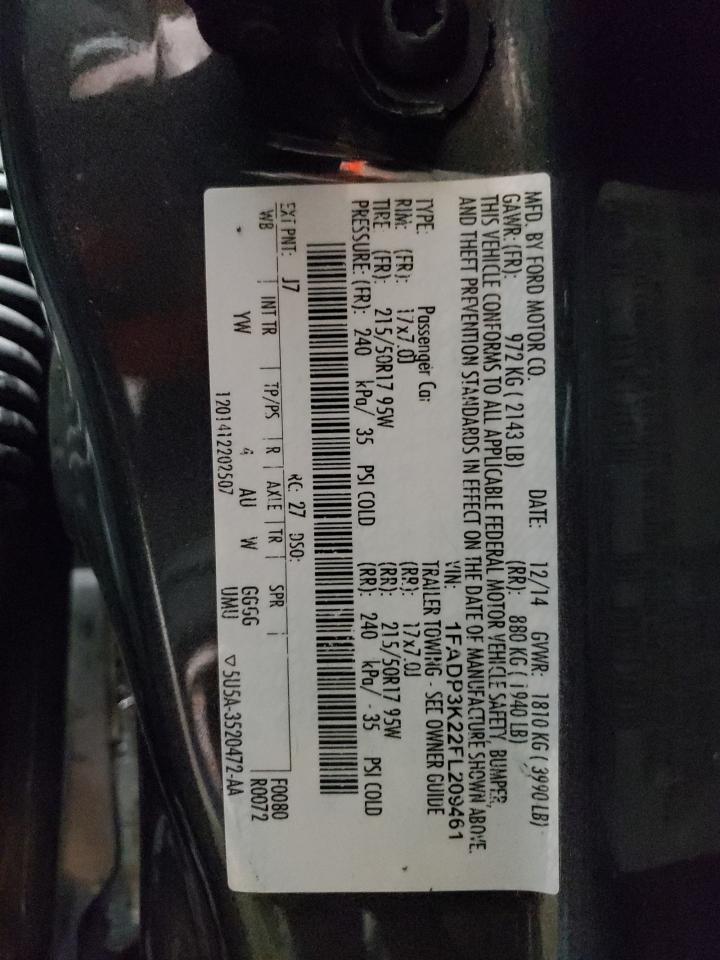 MFD. BY FORD MOTOR CO. DATE: 12/14 GVWR: 1810 KG ( 3990 LB)
GAWR: (FR): 972 KG ( 2143 LB) (RR): 880 KG ( 1940 LB)
THIS VEHICLE CONFORMS TO ALL APPLICABLE FEDERAL MOTOR VEHICLE SAFETY, BUMPER,
AND THEFT PREVENTION STANDARDS IN EFFECT ON THE DATE OF MANUFACTURE SHOWN ABOVE.
VIN: 1FADP3K22FL209461
TYPE: Passenger Car TRAILER TOWING - SEE OWNER GUIDE
RIM: (FR): 17x7.0J (RR): 17x7.0J
TIRE (FR): 215/50R17 95W (RR): 215/50R17 95W
PRESSURE: (FR): 240 kPa/ 35 PSI COLD (RR): 240 kPa/ 35 PSI COLD
EXT PNT: J7 RC: 27 DSO: F0080
WB INT TR TP/PS R AXLE TR SPR R0072
YW 4 AU W GGGG
1201412202507 UMU ▽ 5U5A-3520472-AA